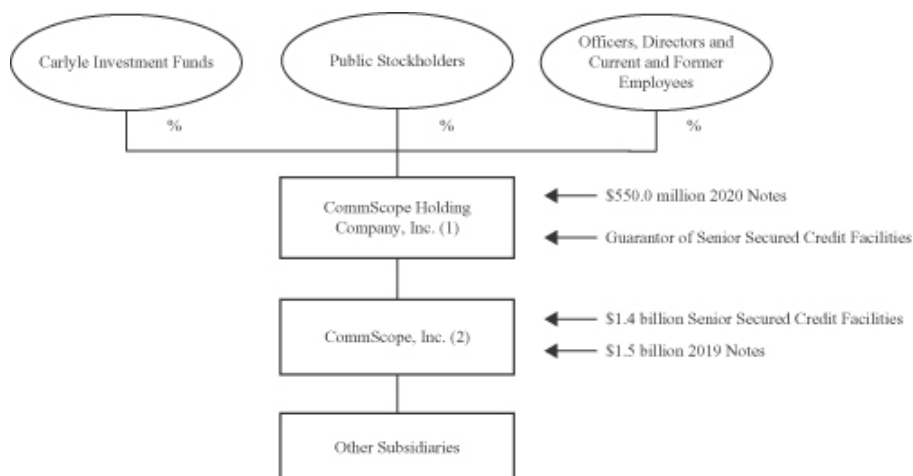 Carlyle Investment Funds
Public Stockholders
Officers, Directors and
Current and Former
Employees
%
%
%
CommScope Holding
Company, Inc. (1)
$550.0 million 2020 Notes
Guarantor of Senior Secured Credit Facilities
CommScope, Inc. (2)
$1.4 billion Senior Secured Credit Facilities
$1.5 billion 2019 Notes
Other Subsidiaries